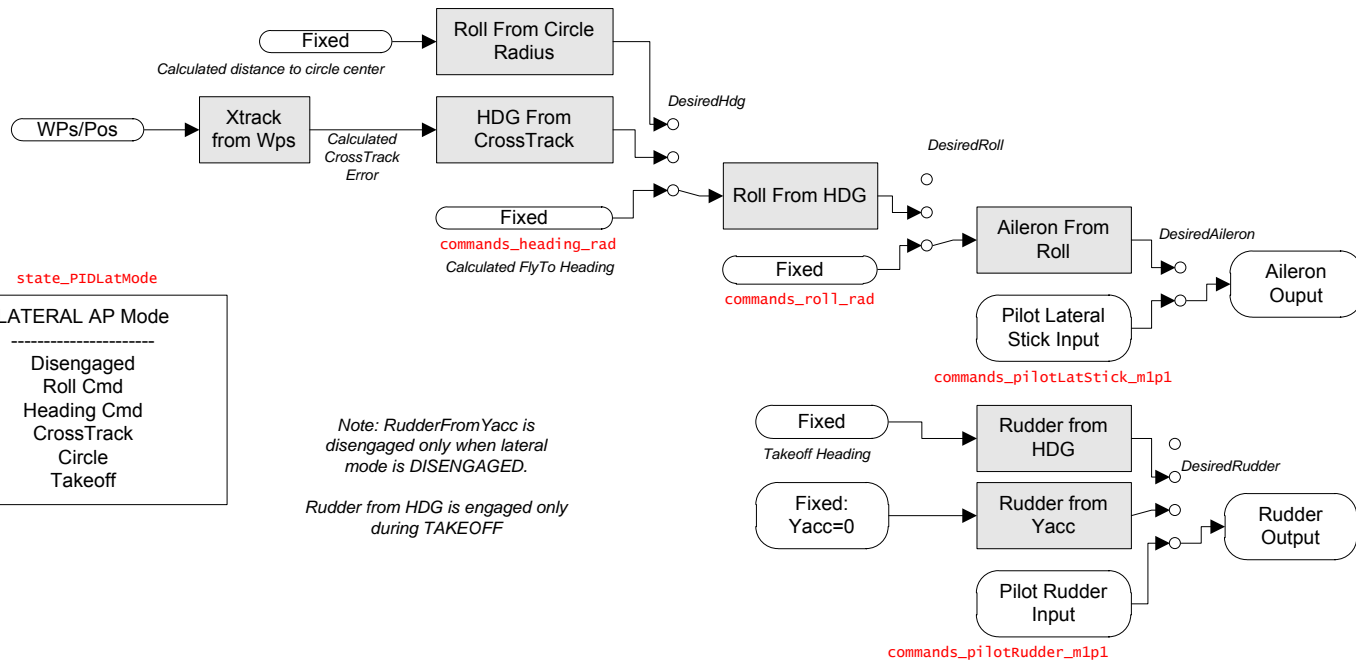 Fixed
Roll From Circle
Radius
Calculated distance to circle center
DesiredHdg
WPs/Pos
Xtrack
from Wps
Calculated
CrossTrack
Error
HDG From
CrossTrack
DesiredRoll
Fixed
commands_heading_rad
Calculated FlyTo Heading
Roll From HDG
Fixed
commands_roll_rad
Aileron From
Roll
DesiredAileron
Aileron
Ouput
Pilot Lateral
Stick Input
commands_pilotLatStick_m1p1
state_PIDLatMode
LATERAL AP Mode
----------------------
Disengaged
Roll Cmd
Heading Cmd
CrossTrack
Circle
Takeoff
Note: RudderFromYacc is
disengaged only when lateral
mode is DISENGAGED.
Rudder from HDG is engaged only
during TAKEOFF
Fixed
Takeoff Heading
Rudder from
HDG
DesiredRudder
Fixed:
Yacc=0
Rudder from
Yacc
Rudder
Output
Pilot Rudder
Input
commands_pilotRudder_m1p1